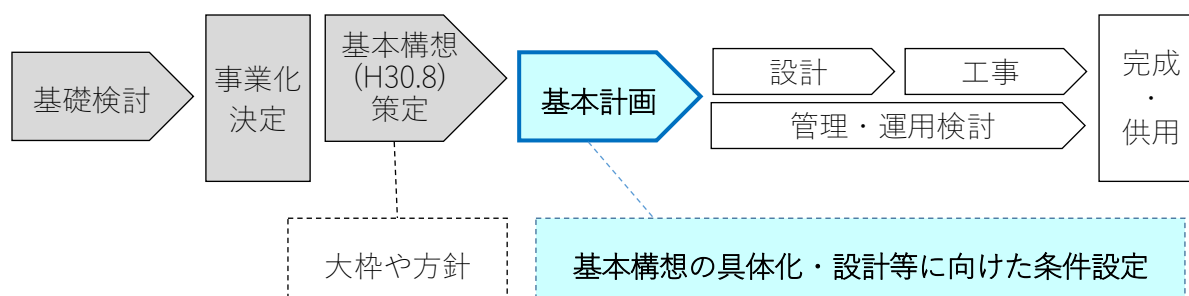 基礎検討
事業化
決定
基本構想
(H30.8)
策定
基本計画
設計
工事
管理・運用検討
完成
・
供用
大枠や方針
基本構想の具体化・設計等に向けた条件設定